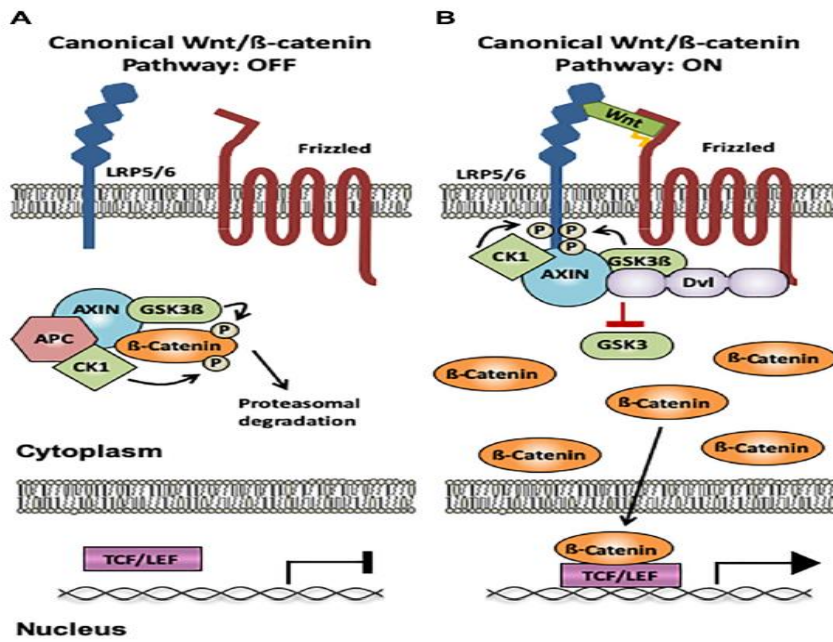 A
Canonical Wnt/ß-catenin
Pathway: OFF
LRP5/6
Frizzled
AXIN
GSK3ß
P
APC
ß-Catenin
P
CK1
Proteasomal
degradation
Cytoplasm
TCF/LEF
Nucleus
B
Canonical Wnt/ß-catenin
Pathway: ON
Wnt
Frizzled
LRP5/6
P
P
P
CK1
GSK3ß
AXIN
Dvl
GSK3
ß-Catenin
ß-Catenin
ß-Catenin
ß-Catenin
ß-Catenin
ß-Catenin
TCF/LEF